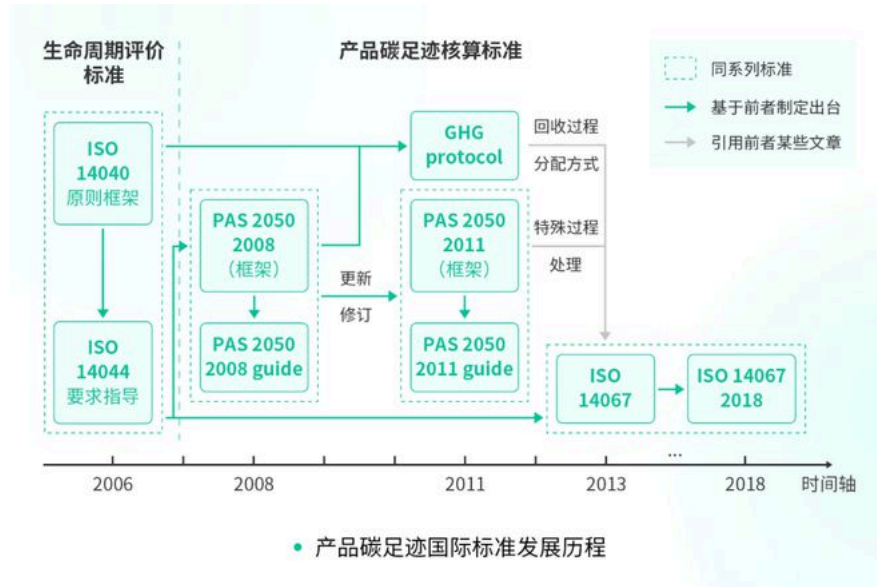 生命周期评价
标准
产品碳足迹核算标准
同系列标准
基于前者制定出台
引用前者某些文章
ISO
14040
原则框架
GHG
protocol
回收过程
分配方式
PAS 2050
2008
（框架）
PAS 2050
2011
（框架）
特殊过程
处理
更新
修订
ISO
14044
要求指导
PAS 2050
2008 guide
PAS 2050
2011 guide
ISO
14067
ISO 14067
2018
...
2006
2008
2011
2013
2018
时间轴
• 产品碳足迹国际标准发展历程